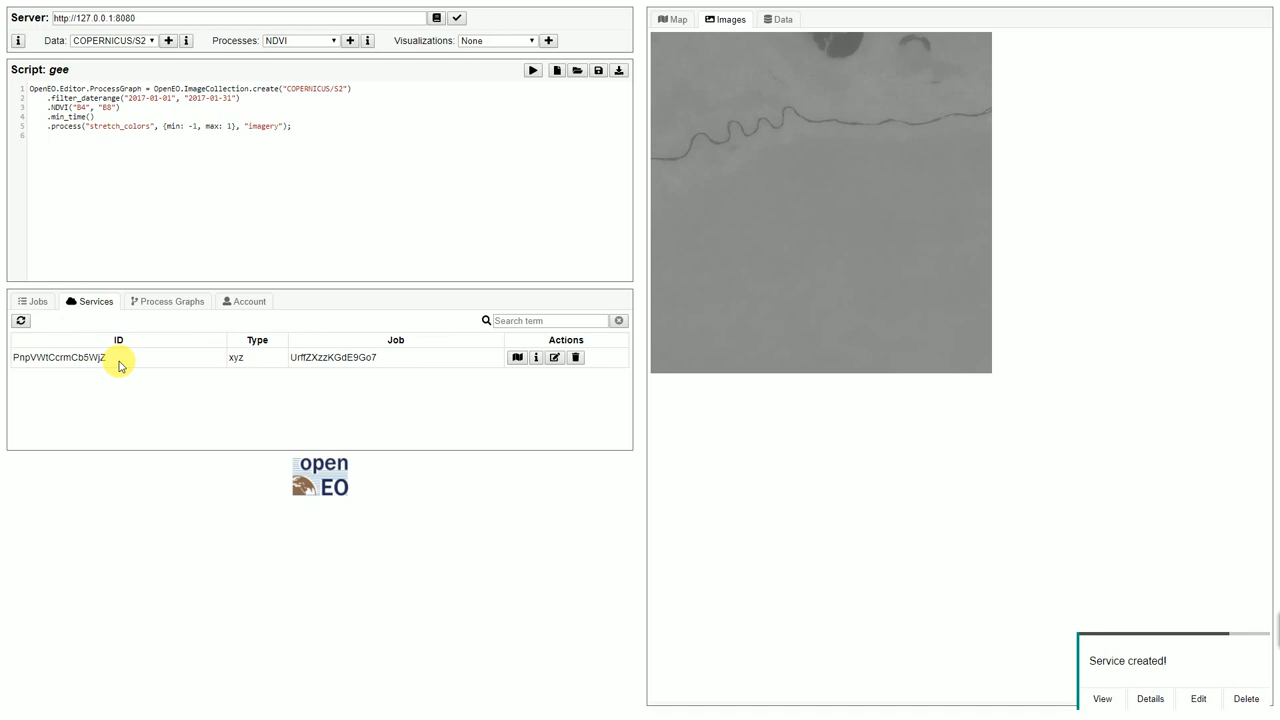 Server: http://127.0.0.1:8080
Data: COPERNICUS/S2 Processes: NDVI Visualizations: None
Script: gee
1 OpenEO.Editor.ProcessGraph = OpenEO.ImageCollection.create("COPERNICUS/S2")
2 .filter_daterange("2017-01-01", "2017-01-31")
3 .NDVI("B4", "B8")
4 .min_time()
5 .process("stretch_colors", {min: -1, max: 1}, "imagery");
6
Jobs Services Process Graphs Account
Search term
ID Type Job Actions
PnpVWtCcrmCb5WjZ xyz UrffZXzzKGdE9Go7
open
EO
Map Images Data
Service created!
View Details Edit Delete